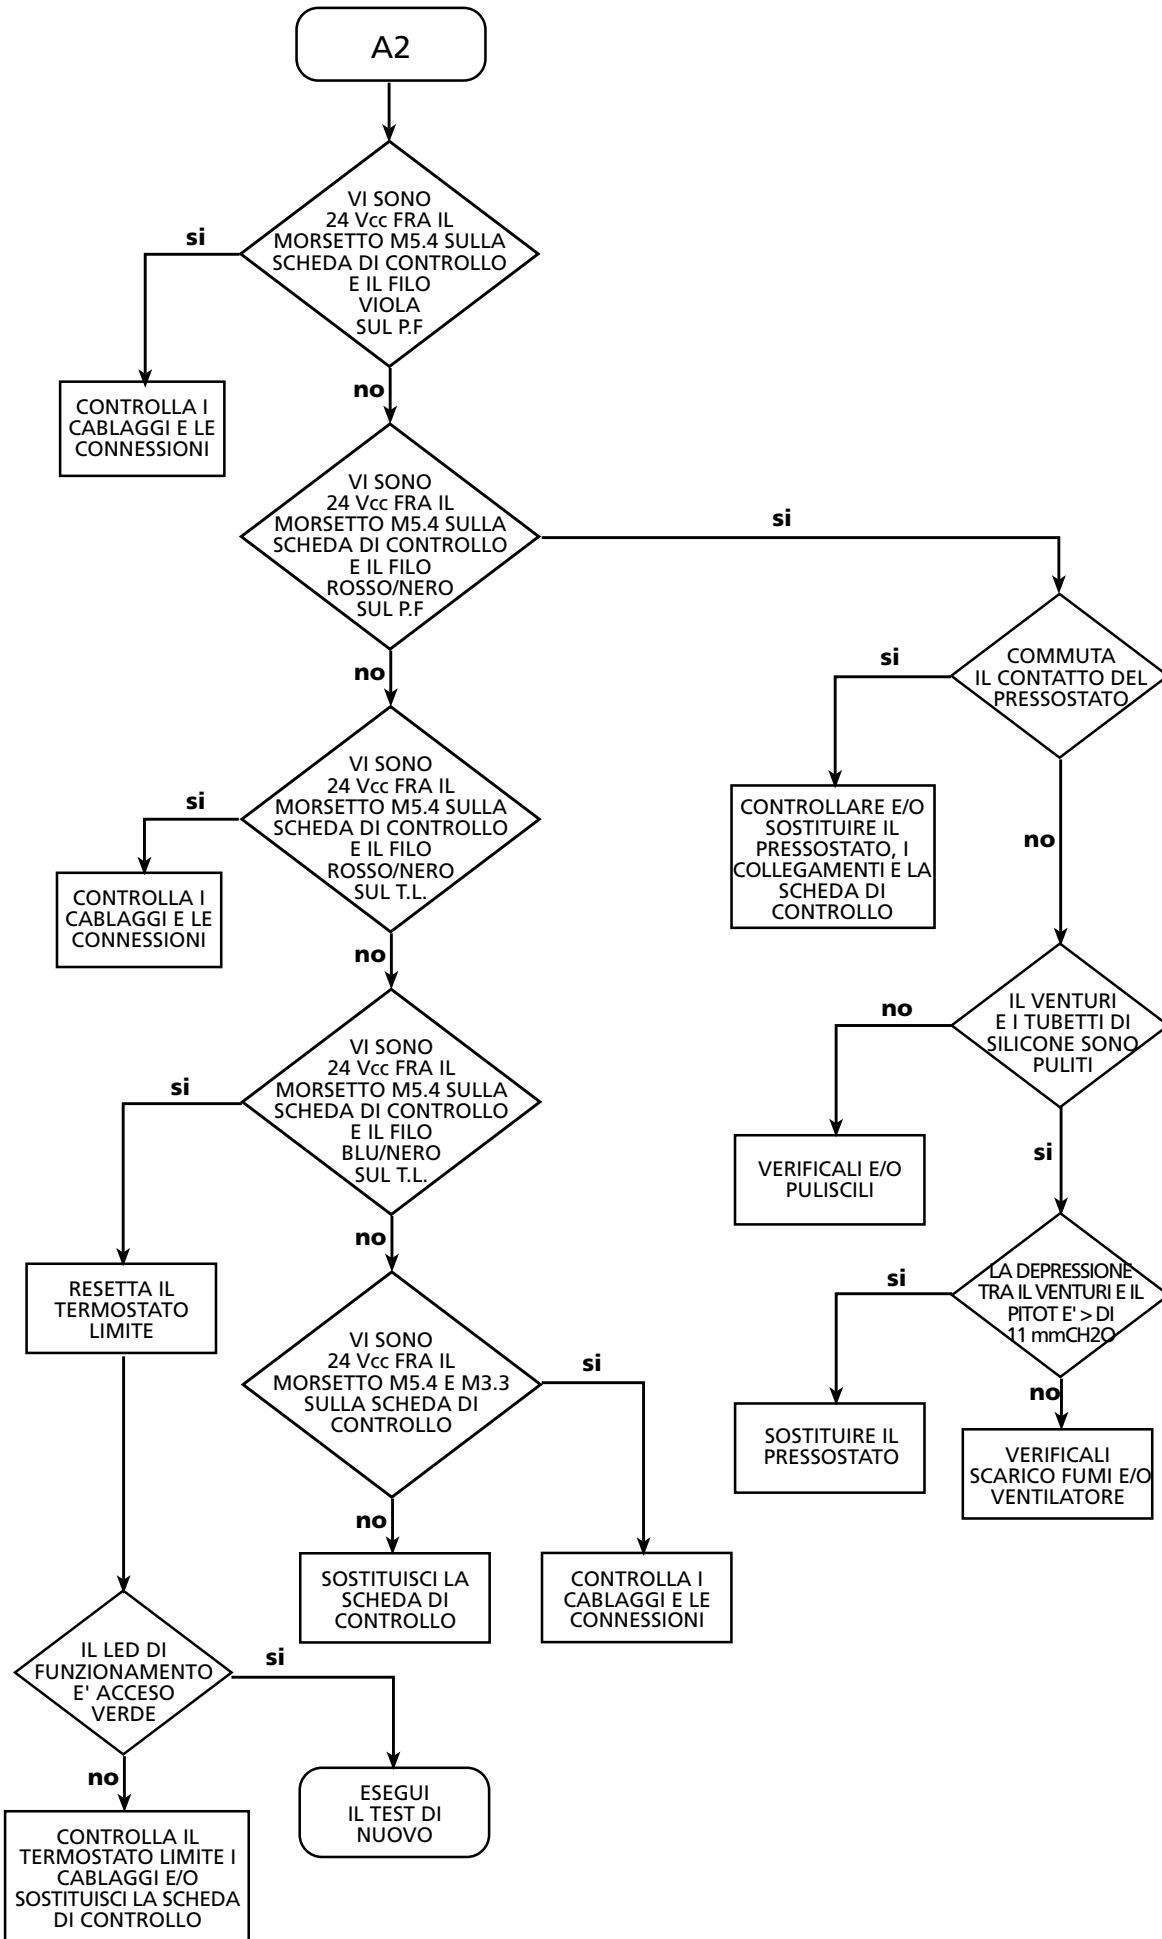 A2
VI SONO
24 Vcc FRA IL
MORSETTO M5.4 SULLA
SCHEDA DI CONTROLLO
E IL FILO
VIOLA
SUL P.F
si
no
CONTROLLA I
CABLAGGI E LE
CONNESSIONI
VI SONO
24 Vcc FRA IL
MORSETTO M5.4 SULLA
SCHEDA DI CONTROLLO
E IL FILO
ROSSO/NERO
SUL P.F
si
no
COMMUTA
IL CONTATTO DEL
PRESSOSTATO
si
no
CONTROLLARE E/O
SOSTITUIRE IL
PRESSOSTATO, I
COLLEGAMENTI E LA
SCHEDA DI
CONTROLLO
VI SONO
24 Vcc FRA IL
MORSETTO M5.4 SULLA
SCHEDA DI CONTROLLO
E IL FILO
ROSSO/NERO
SUL T.L.
si
no
CONTROLLA I
CABLAGGI E LE
CONNESSIONI
IL VENTURI
E I TUBETTI DI
SILICONE SONO
PULITI
no
si
VERIFICALI E/O
PULISCILI
VI SONO
24 Vcc FRA IL
MORSETTO M5.4 SULLA
SCHEDA DI CONTROLLO
E IL FILO
BLU/NERO
SUL T.L.
si
no
RESETTA IL
TERMOSTATO
LIMITE
LA DEPRESSIONE
TRA IL VENTURI E IL
PITOT E' > DI
11 mmCH2O
si
no
SOSTITUIRE IL
PRESSOSTATO
VERIFICALI
SCARICO FUMI E/O
VENTILATORE
VI SONO
24 Vcc FRA IL
MORSETTO M5.4 E M3.3
SULLA SCHEDA DI
CONTROLLO
si
no
SOSTITUISCI LA
SCHEDA DI
CONTROLLO
CONTROLLA I
CABLAGGI E LE
CONNESSIONI
IL LED DI
FUNZIONAMENTO
E' ACCESO
VERDE
si
no
ESEGUI
IL TEST DI
NUOVO
CONTROLLA IL
TERMOSTATO LIMITE I
CABLAGGI E/O
SOSTITUISCI LA SCHEDA
DI CONTROLLO